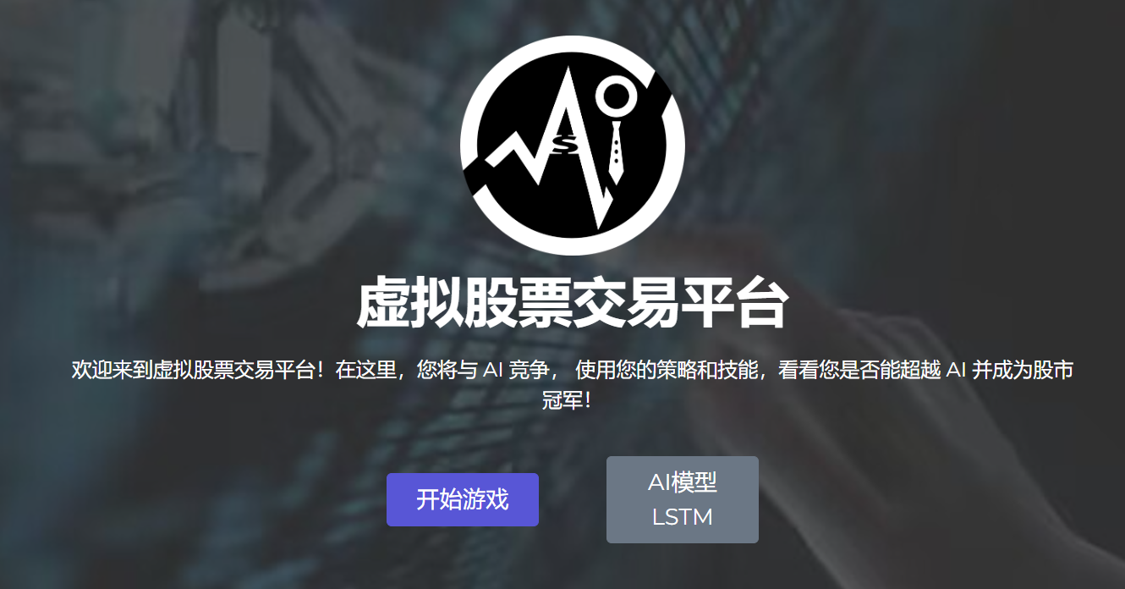 虚拟股票交易平台
欢迎来到虚拟股票交易平台！在这里，您将与 AI 竞争， 使用您的策略和技能，看看您是否能超越 AI 并成为股市
冠军！
开始游戏
AI模型
LSTM